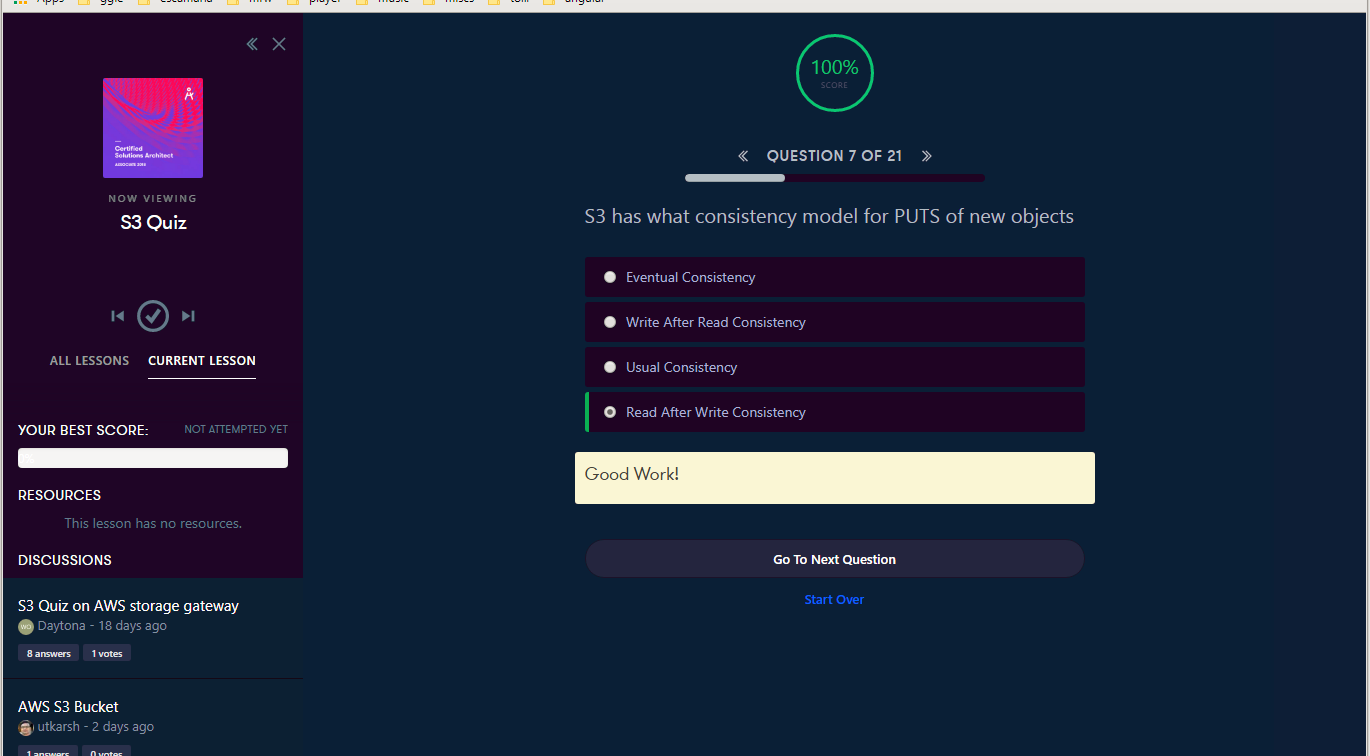 Apps
ggle
escamuna
mfw
player
music
miscs
angular
Certified
Solutions Architect
ASSOCIATE 2018
NOW VIEWING
S3 Quiz
ALL LESSONS
CURRENT LESSON
YOUR BEST SCORE:
NOT ATTEMPTED YET
RESOURCES
This lesson has no resources.
DISCUSSIONS
S3 Quiz on AWS storage gateway
WO Daytona - 18 days ago
8 answers
1 votes
AWS S3 Bucket
utkarsh - 2 days ago
1 answers
0 votes
100%
SCORE
QUESTION 7 OF 21
S3 has what consistency model for PUTS of new objects
Eventual Consistency
Write After Read Consistency
Usual Consistency
Read After Write Consistency
Good Work!
Go To Next Question
Start Over